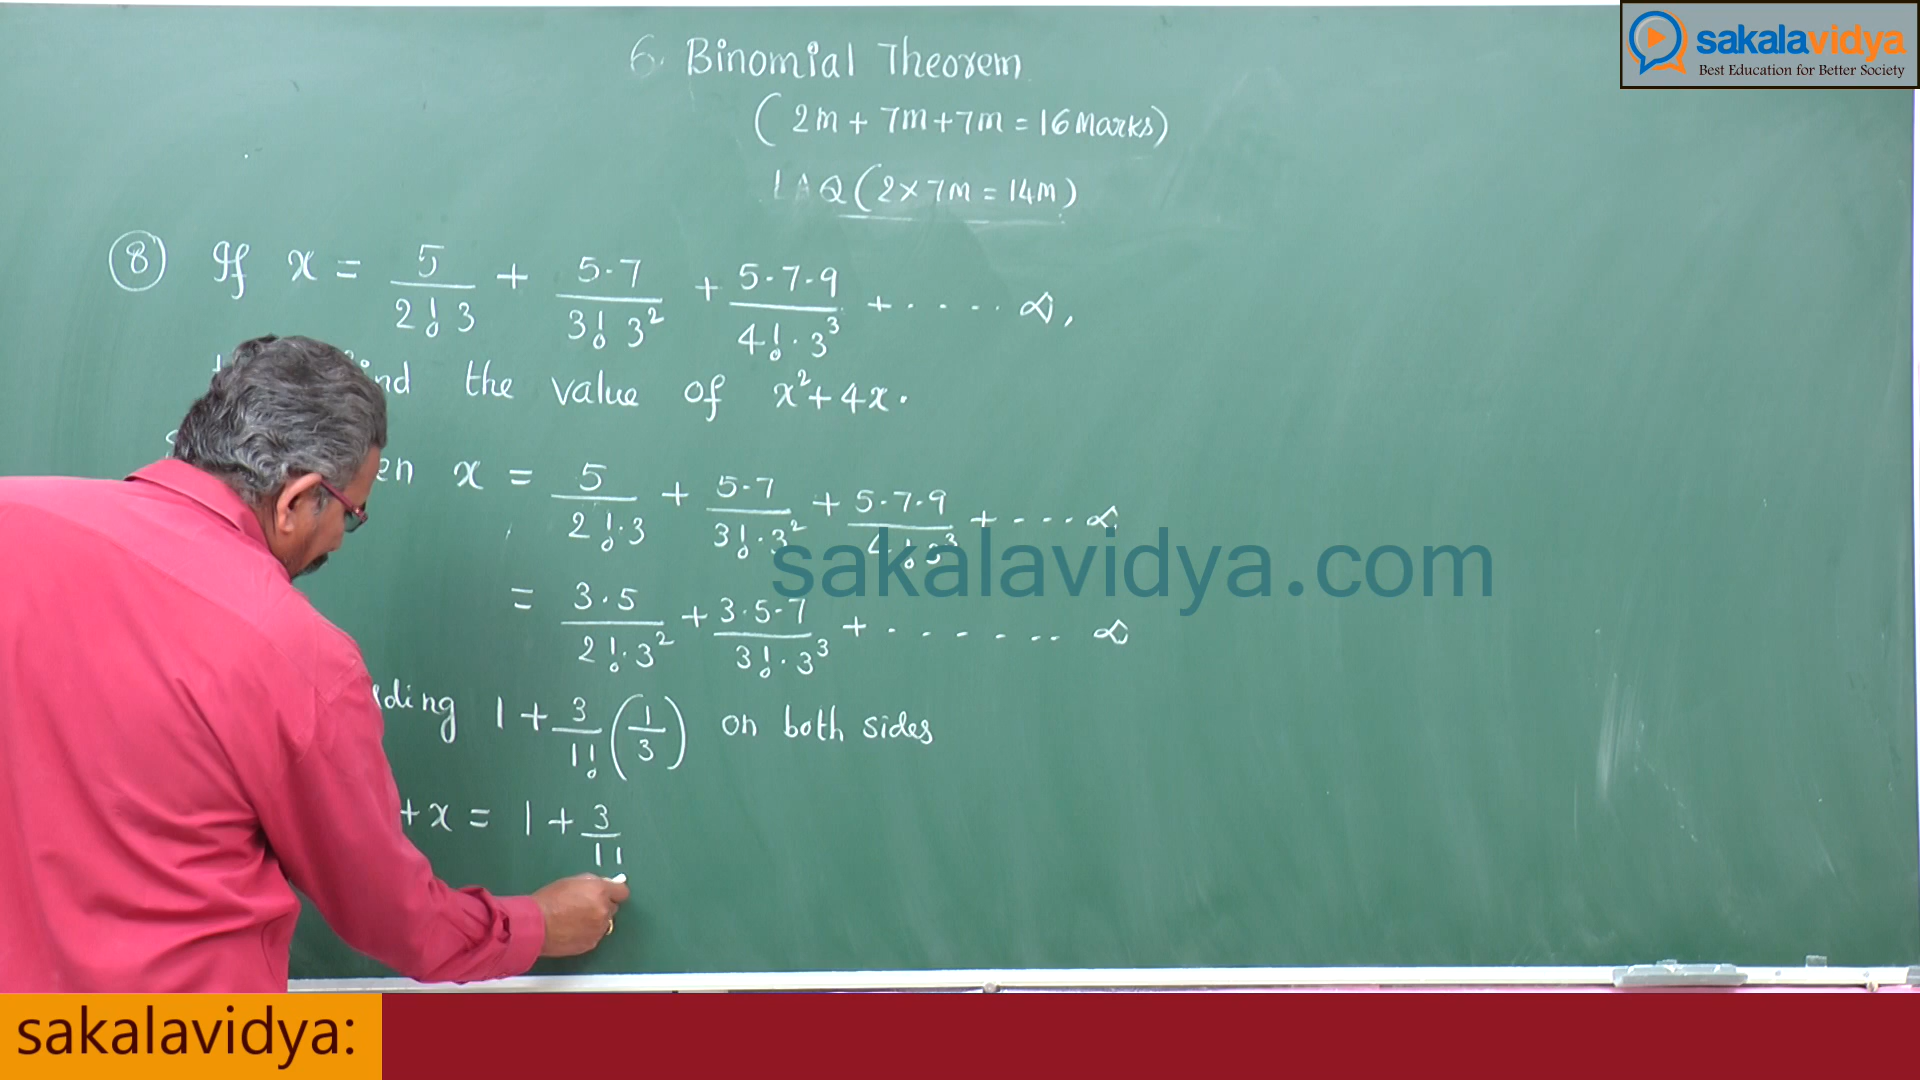 sakalavidya
Best Education for Better Society
6. Binomial Theorem
(2m + 7m + 7m = 16 Marks)
LAQ (2 × 7m = 14m)
⑧ If x = 5/(2! 3) + 5·7/(3! 3²) + 5·7·9/(4!·3³) + ····∞,
find the value of x² + 4x.
x = 5/(2!·3) + 5·7/(3!·3²) + 5·7·9/(4! 3³) + ···∞
= 3·5/(2!·3²) + 3·5·7/(3!·3³) + ······ ∞
1 + 3/1! (1/3) on both sides
+ x = 1 + 3/11
sakalavidya.com
sakalavidya: